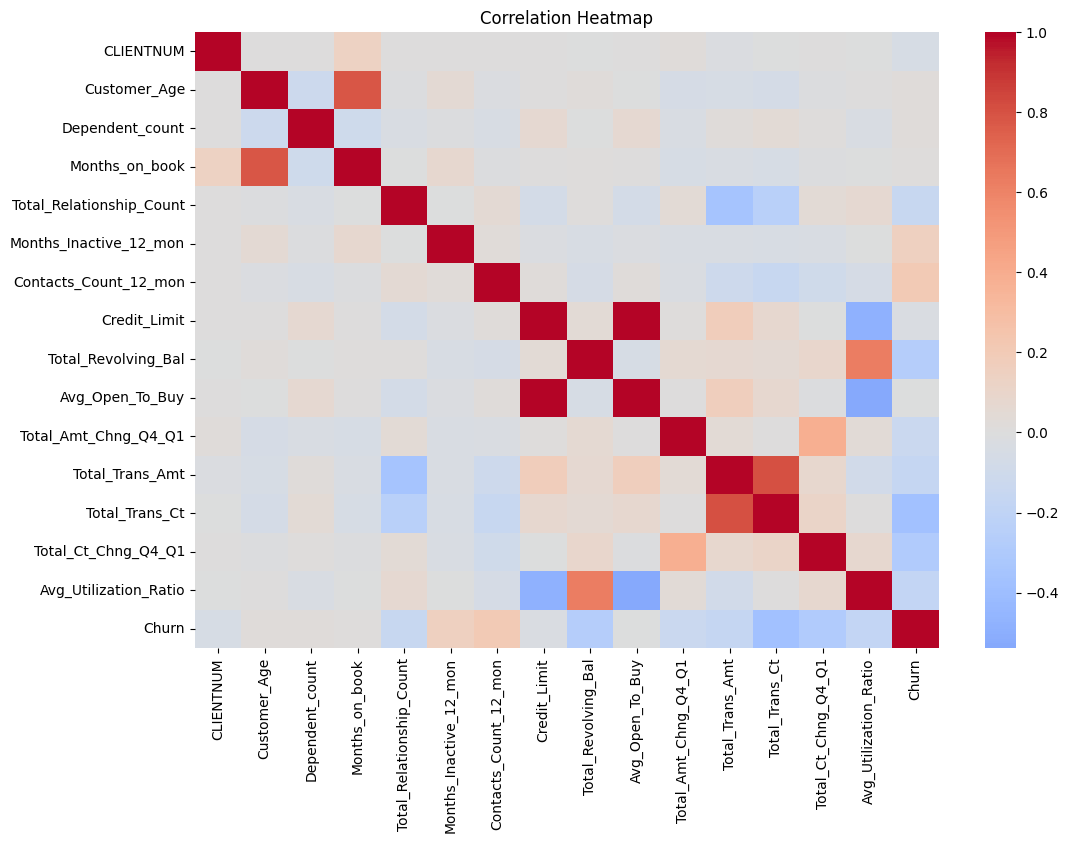 Correlation Heatmap
CLIENTNUM
Customer_Age
Dependent_count
Months_on_book
Total_Relationship_Count
Months_Inactive_12_mon
Contacts_Count_12_mon
Credit_Limit
Total_Revolving_Bal
Avg_Open_To_Buy
Total_Amt_Chng_Q4_Q1
Total_Trans_Amt
Total_Trans_Ct
Total_Ct_Chng_Q4_Q1
Avg_Utilization_Ratio
Churn
CLIENTNUM
Customer_Age
Dependent_count
Months_on_book
Total_Relationship_Count
Months_Inactive_12_mon
Contacts_Count_12_mon
Credit_Limit
Total_Revolving_Bal
Avg_Open_To_Buy
Total_Amt_Chng_Q4_Q1
Total_Trans_Amt
Total_Trans_Ct
Total_Ct_Chng_Q4_Q1
Avg_Utilization_Ratio
Churn
1.0
0.8
0.6
0.4
0.2
0.0
−0.2
−0.4